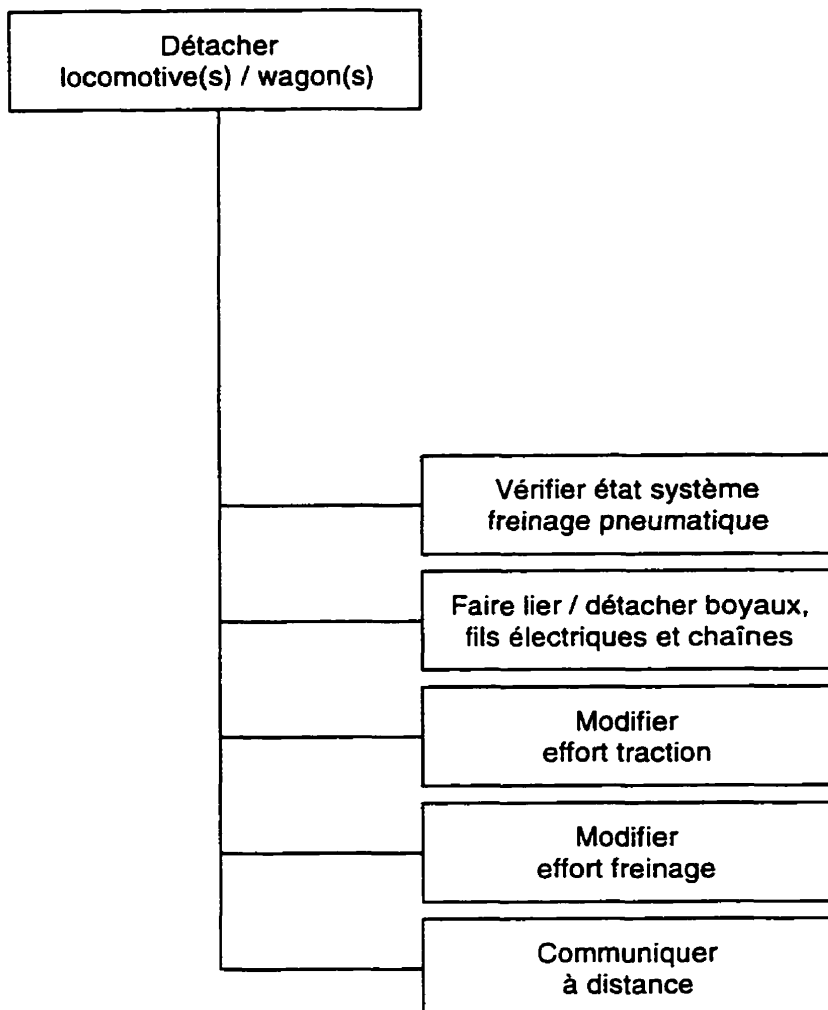 Détacher
locomotive(s) / wagon(s)
Vérifier état système
freinage pneumatique
Faire lier / détacher boyaux,
fils électriques et chaînes
Modifier
effort traction
Modifier
effort freinage
Communiquer
à distance